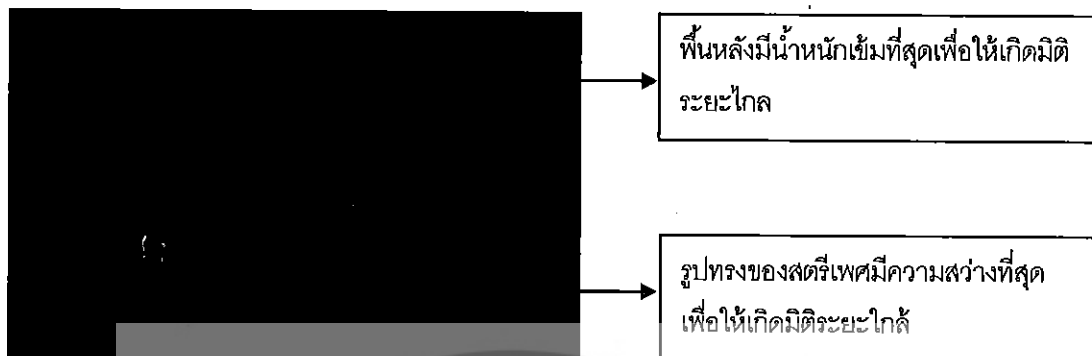 พื้นหลังมีน้ำหนักเข้มที่สุดเพื่อให้เกิดมิติ
ระยะไกล
รูปทรงของสตรีเพศมีความสว่างที่สุด
เพื่อให้เกิดมิติระยะใกล้